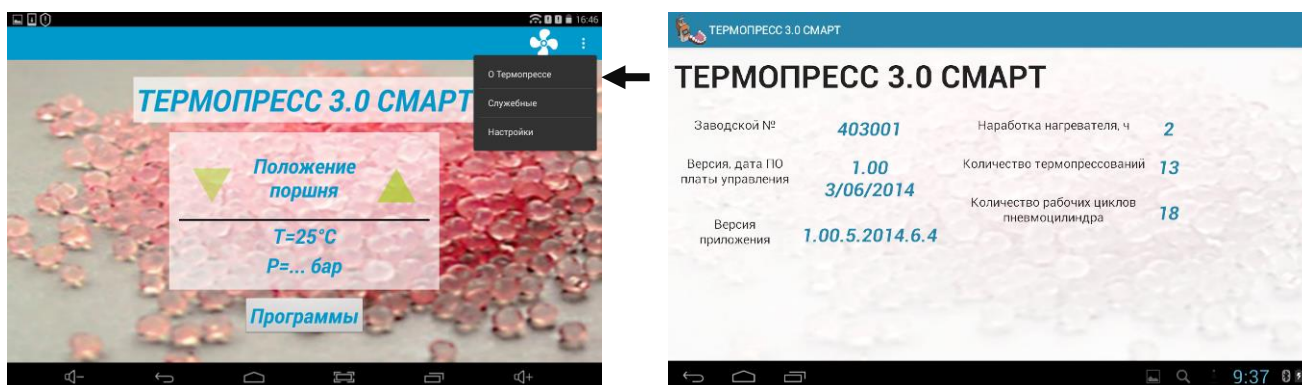 16:46
О Термопрессе
Служебные
Настройки
ТЕРМОПРЕСС 3.0 СМАРТ
Положение
поршня
T=25°C
P=... бар
Программы
ТЕРМОПРЕСС 3.0 СМАРТ
ТЕРМОПРЕСС 3.0 СМАРТ
Заводской № 403001
Версия, дата ПО
платы управления
1.00
3/06/2014
Версия
приложения
1.00.5.2014.6.4
Наработка нагревателя, ч 2
Количество термопрессований 13
Количество рабочих циклов
пневмоцилиндра
18
9:37